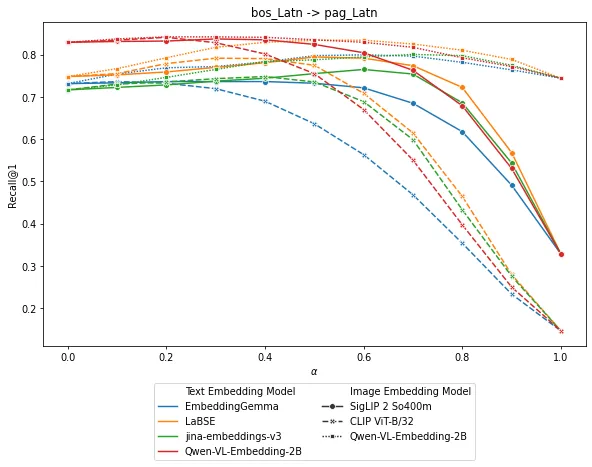 bos_Latn -> pag_Latn
Recall@1
0.8
0.7
0.6
0.5
0.4
0.3
0.2
0.0 0.2 0.4 0.6 0.8 1.0
α
Text Embedding Model Image Embedding Model
EmbeddingGemma SigLIP 2 So400m
LaBSE CLIP ViT-B/32
jina-embeddings-v3 Qwen-VL-Embedding-2B
Qwen-VL-Embedding-2B